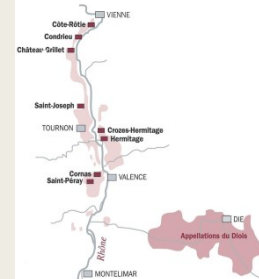 VIENNE
Côte-Rôtie
Condrieu
Château-Grillet
Saint-Joseph
TOURNON
Crozes-Hermitage
Hermitage
Cornas
Saint-Péray
VALENCE
DIE
Appellations du Diois
Rhône
MONTELIMAR